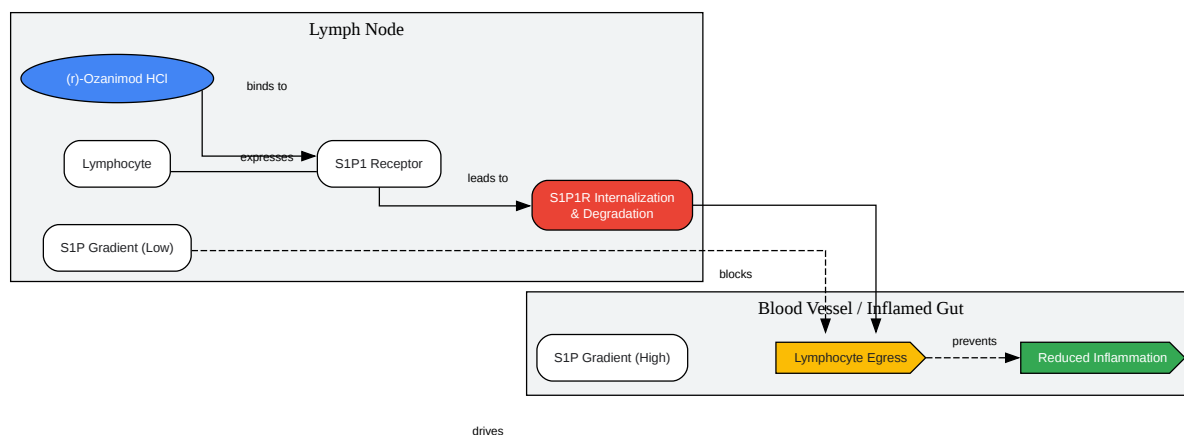 Lymph Node
(r)-Ozanimod HCl
binds to
Lymphocyte
expresses
S1P1 Receptor
leads to
S1P1R Internalization
& Degradation
S1P Gradient (Low)
blocks
Blood Vessel / Inflamed Gut
S1P Gradient (High)
Lymphocyte Egress
prevents
Reduced Inflammation
drives